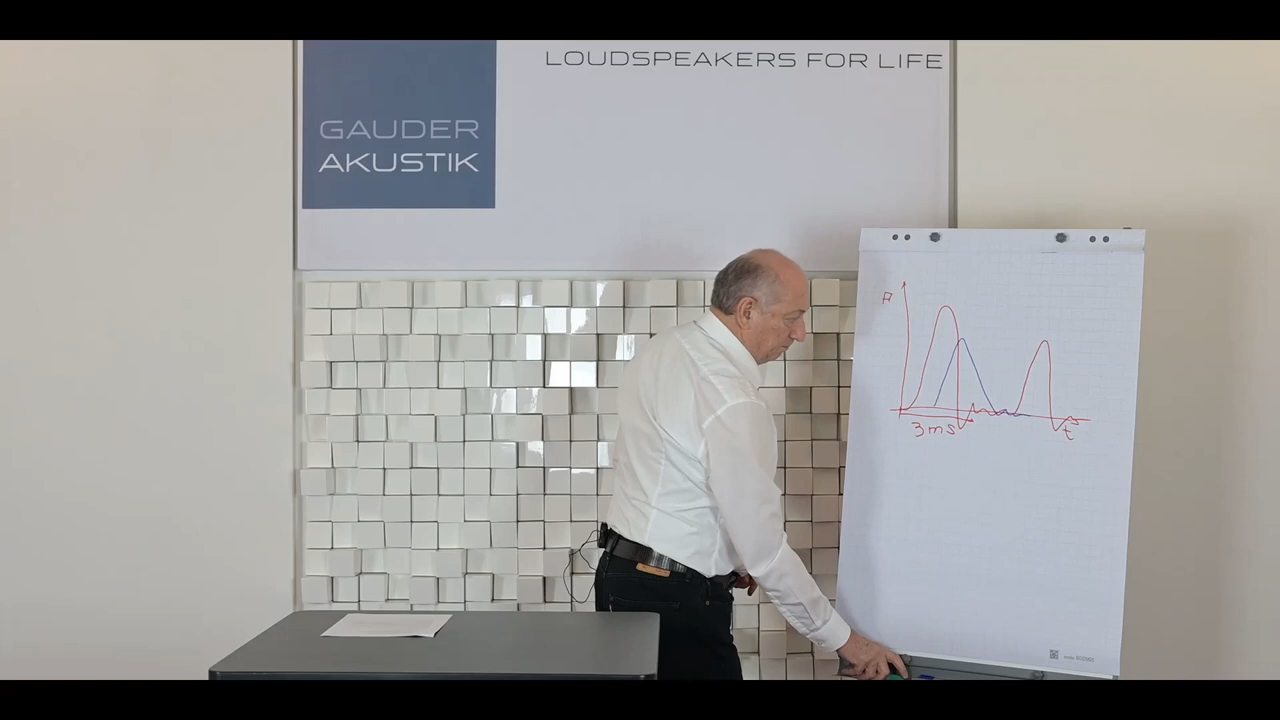 LOUDSPEAKERS FOR LIFE
GAUDER
AKUSTIK
A
3ms
t